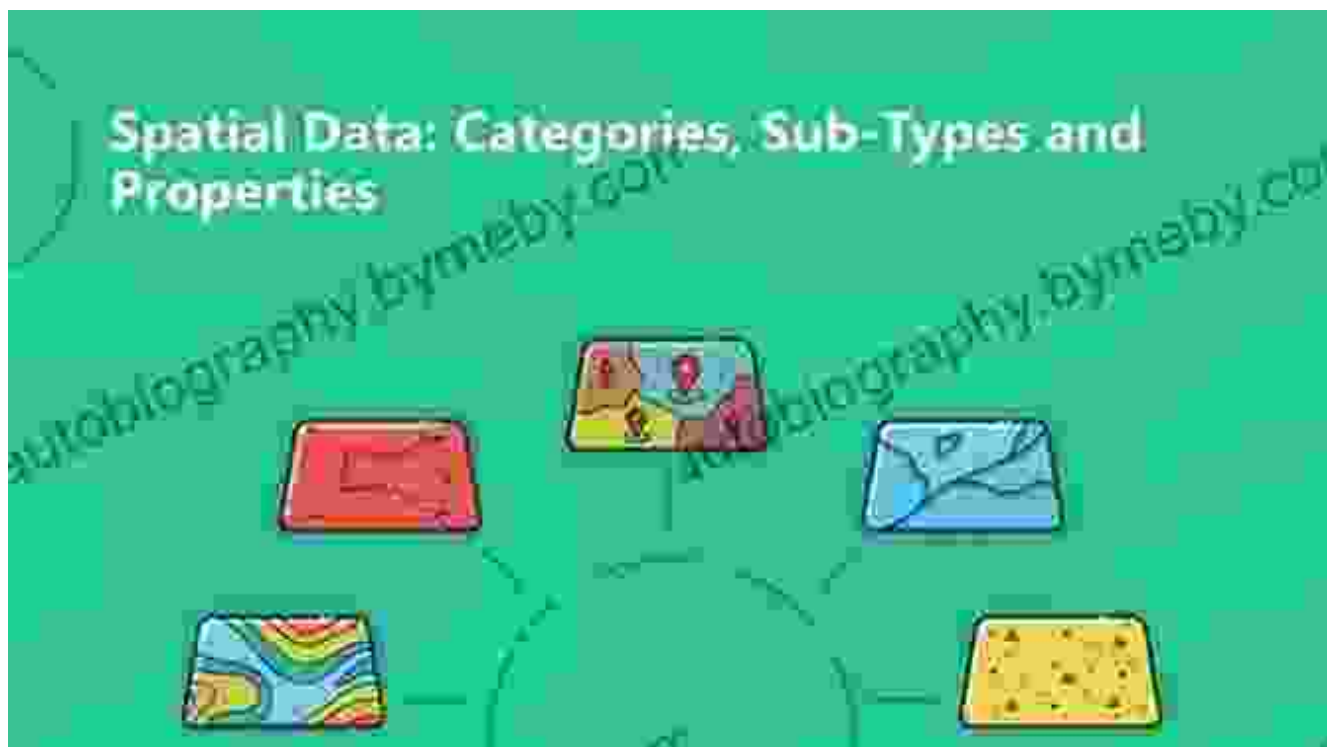 Spatial Data: Categories, Sub-Types and
Properties
autobiography.bymeby.com
autobiography.bymeby.co